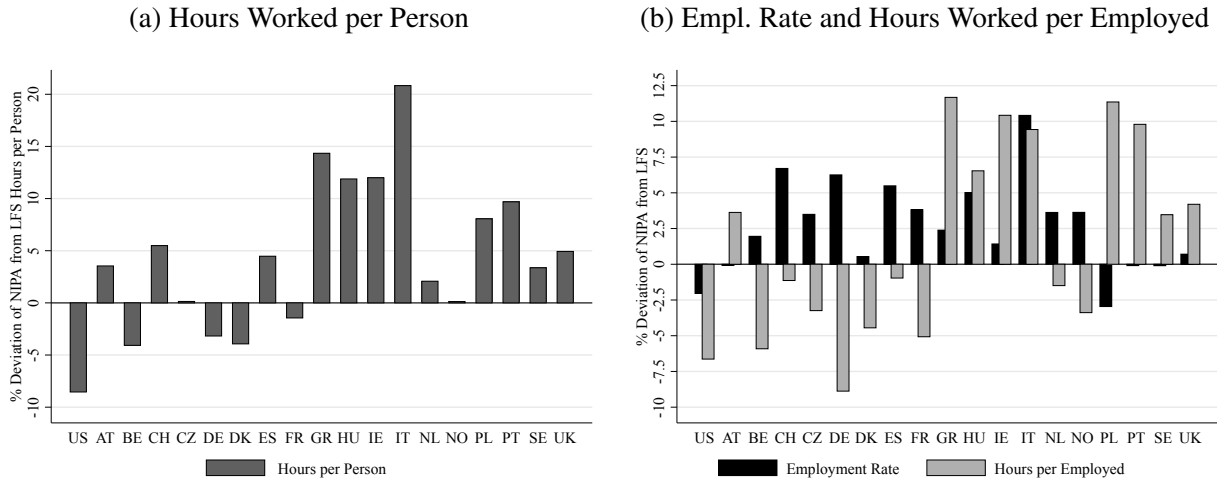 (a) Hours Worked per Person
% Deviation of NIPA from LFS Hours per Person
20
15
10
5
0
-5
-10
US AT BE CH CZ DE DK ES FR GR HU IE IT NL NO PL PT SE UK
Hours per Person
(b) Empl. Rate and Hours Worked per Employed
% Deviation of NIPA from LFS
12.5
10
7.5
5
2.5
0
-2.5
-5
-7.5
-10
US AT BE CH CZ DE DK ES FR GR HU IE IT NL NO PL PT SE UK
Employment Rate Hours per Employed